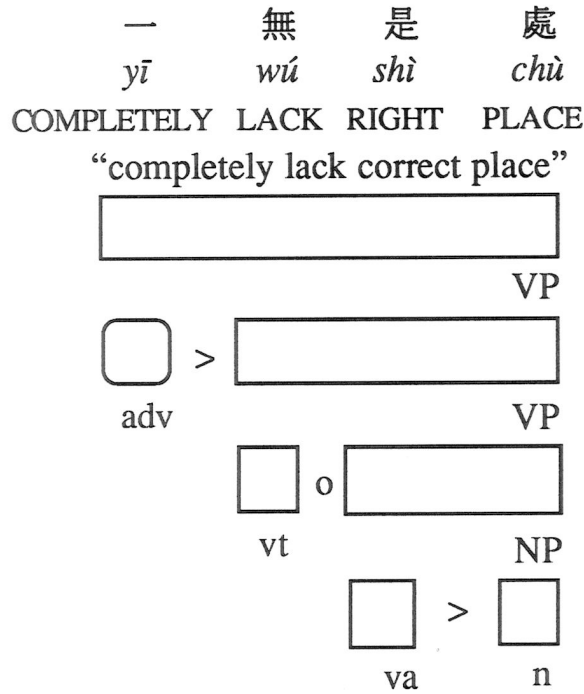 一 無 是 處
yī wú shì chù
COMPLETELY LACK RIGHT PLACE
“completely lack correct place”
VP
>
adv VP
o
vt NP
>
va n